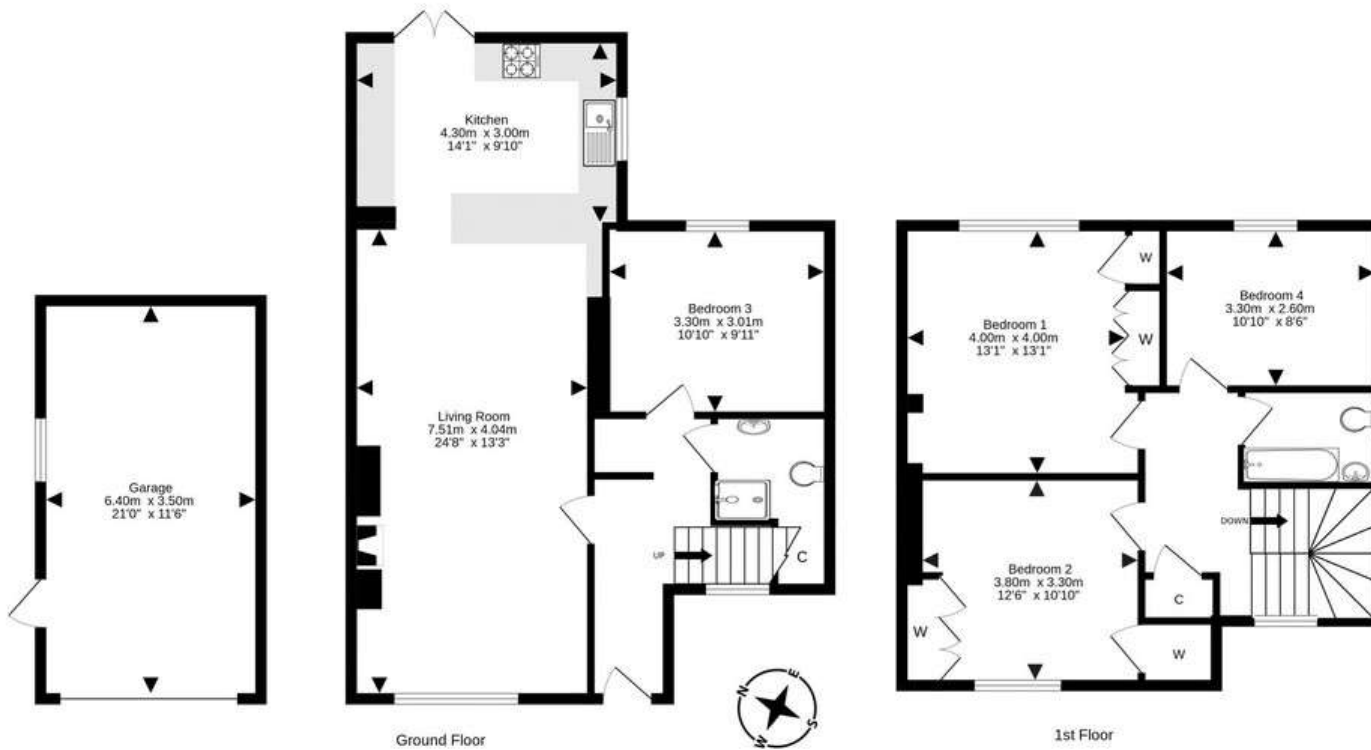 Kitchen
4.30m x 3.00m
14'1" x 9'10"
Bedroom 3
3.30m x 3.01m
10'10" x 9'11"
Living Room
7.51m x 4.04m
24'8" x 13'3"
UP
C
Garage
6.40m x 3.50m
21'0" x 11'6"
Ground Floor
N
E
S
W
W
Bedroom 1
4.00m x 4.00m
13'1" x 13'1"
W
Bedroom 4
3.30m x 2.60m
10'10" x 8'6"
DOWN
Bedroom 2
3.80m x 3.30m
12'6" x 10'10"
C
W
W
1st Floor